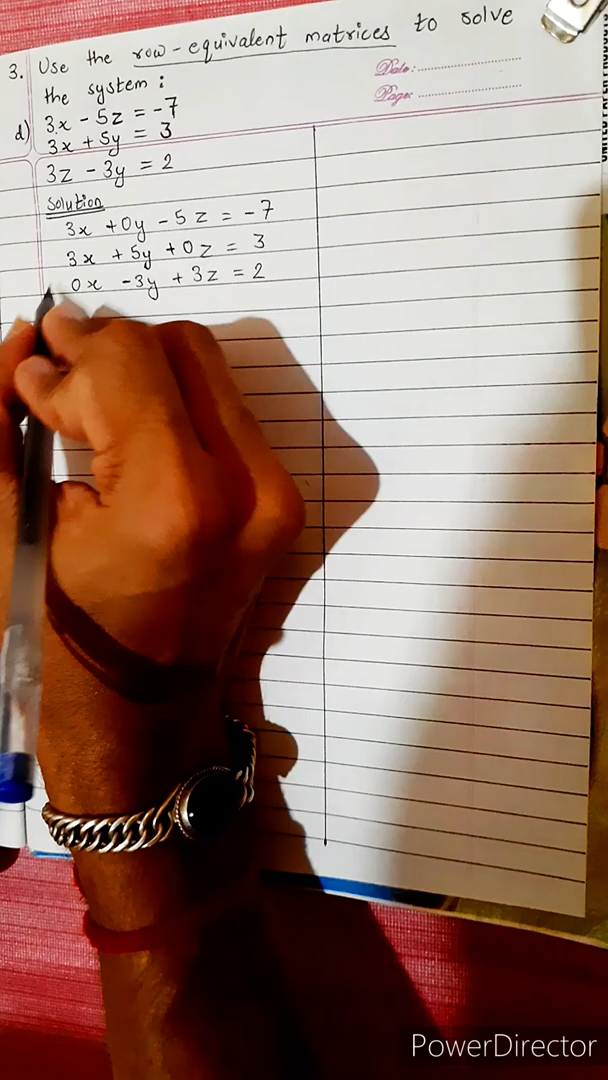 3. Use the row-equivalent matrices to solve
the system :
Date:
Page:
d) 3x - 5z = -7
3x + 5y = 3
3z - 3y = 2
Solution
3x + 0y - 5z = -7
3x + 5y + 0z = 3
0x - 3y + 3z = 2
PowerDirector